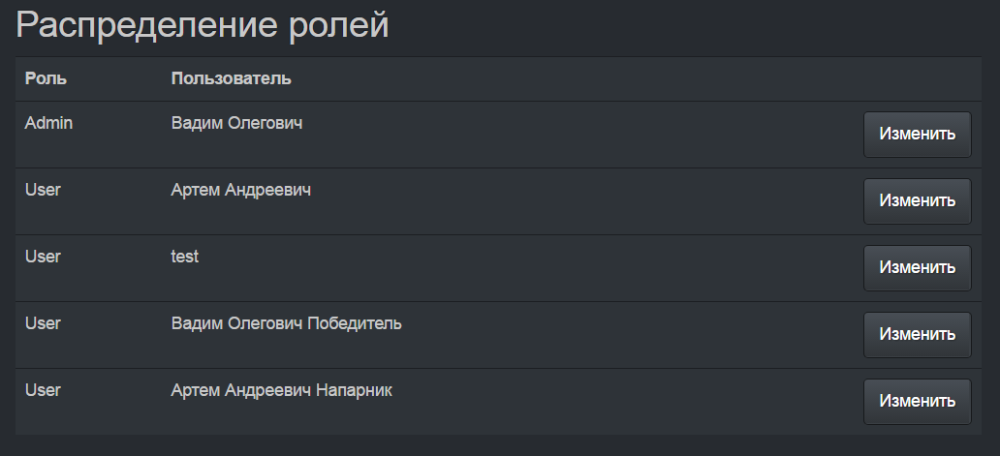 Распределение ролей
Роль Пользователь
Admin Вадим Олегович Изменить
User Артем Андреевич Изменить
User test Изменить
User Вадим Олегович Победитель Изменить
User Артем Андреевич Напарник Изменить